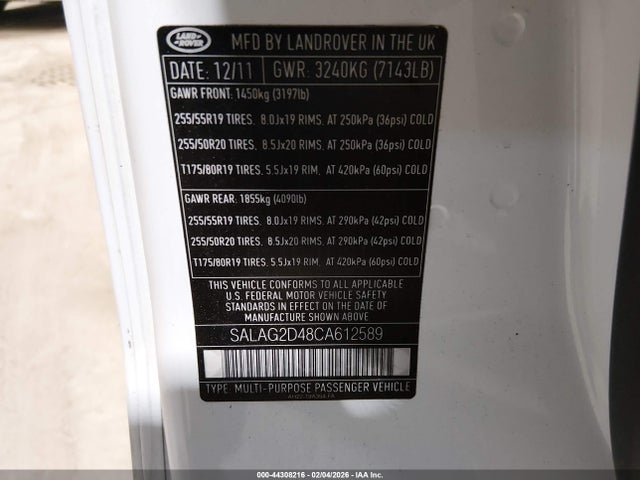 LAND
ROVER
MFD BY LANDROVER IN THE UK
DATE: 12/11 GWR: 3240KG (7143LB)
GAWR FRONT. 1450kg (3197lb)
255/55R19 TIRES. 8.0Jx19 RIMS. AT 250kPa (36psi) COLD
255/50R20 TIRES. 8.5Jx20 RIMS. AT 250kPa (36psi) COLD
T175/80R19 TIRES. 5.5Jx19 RIM. AT 420kPa (60psi) COLD
GAWR REAR. 1855kg (4090lb)
255/55R19 TIRES. 8.0Jx19 RIMS. AT 290kPa (42psi) COLD
255/50R20 TIRES. 8.5Jx20 RIMS. AT 290kPa (42psi) COLD
T175/80R19 TIRES. 5.5Jx19 RIM. AT 420kPa (60psi) COLD
THIS VEHICLE CONFORMS TO ALL APPLICABLE
U.S. FEDERAL MOTOR VEHICLE SAFETY
STANDARDS IN EFFECT ON THE DATE OF
MANUFACTURE SHOWN ABOVE.
SALAG2D48CA612589
TYPE: MULTI-PURPOSE PASSENGER VEHICLE
000-44308216 - 02/04/2026 - IAA, Inc.